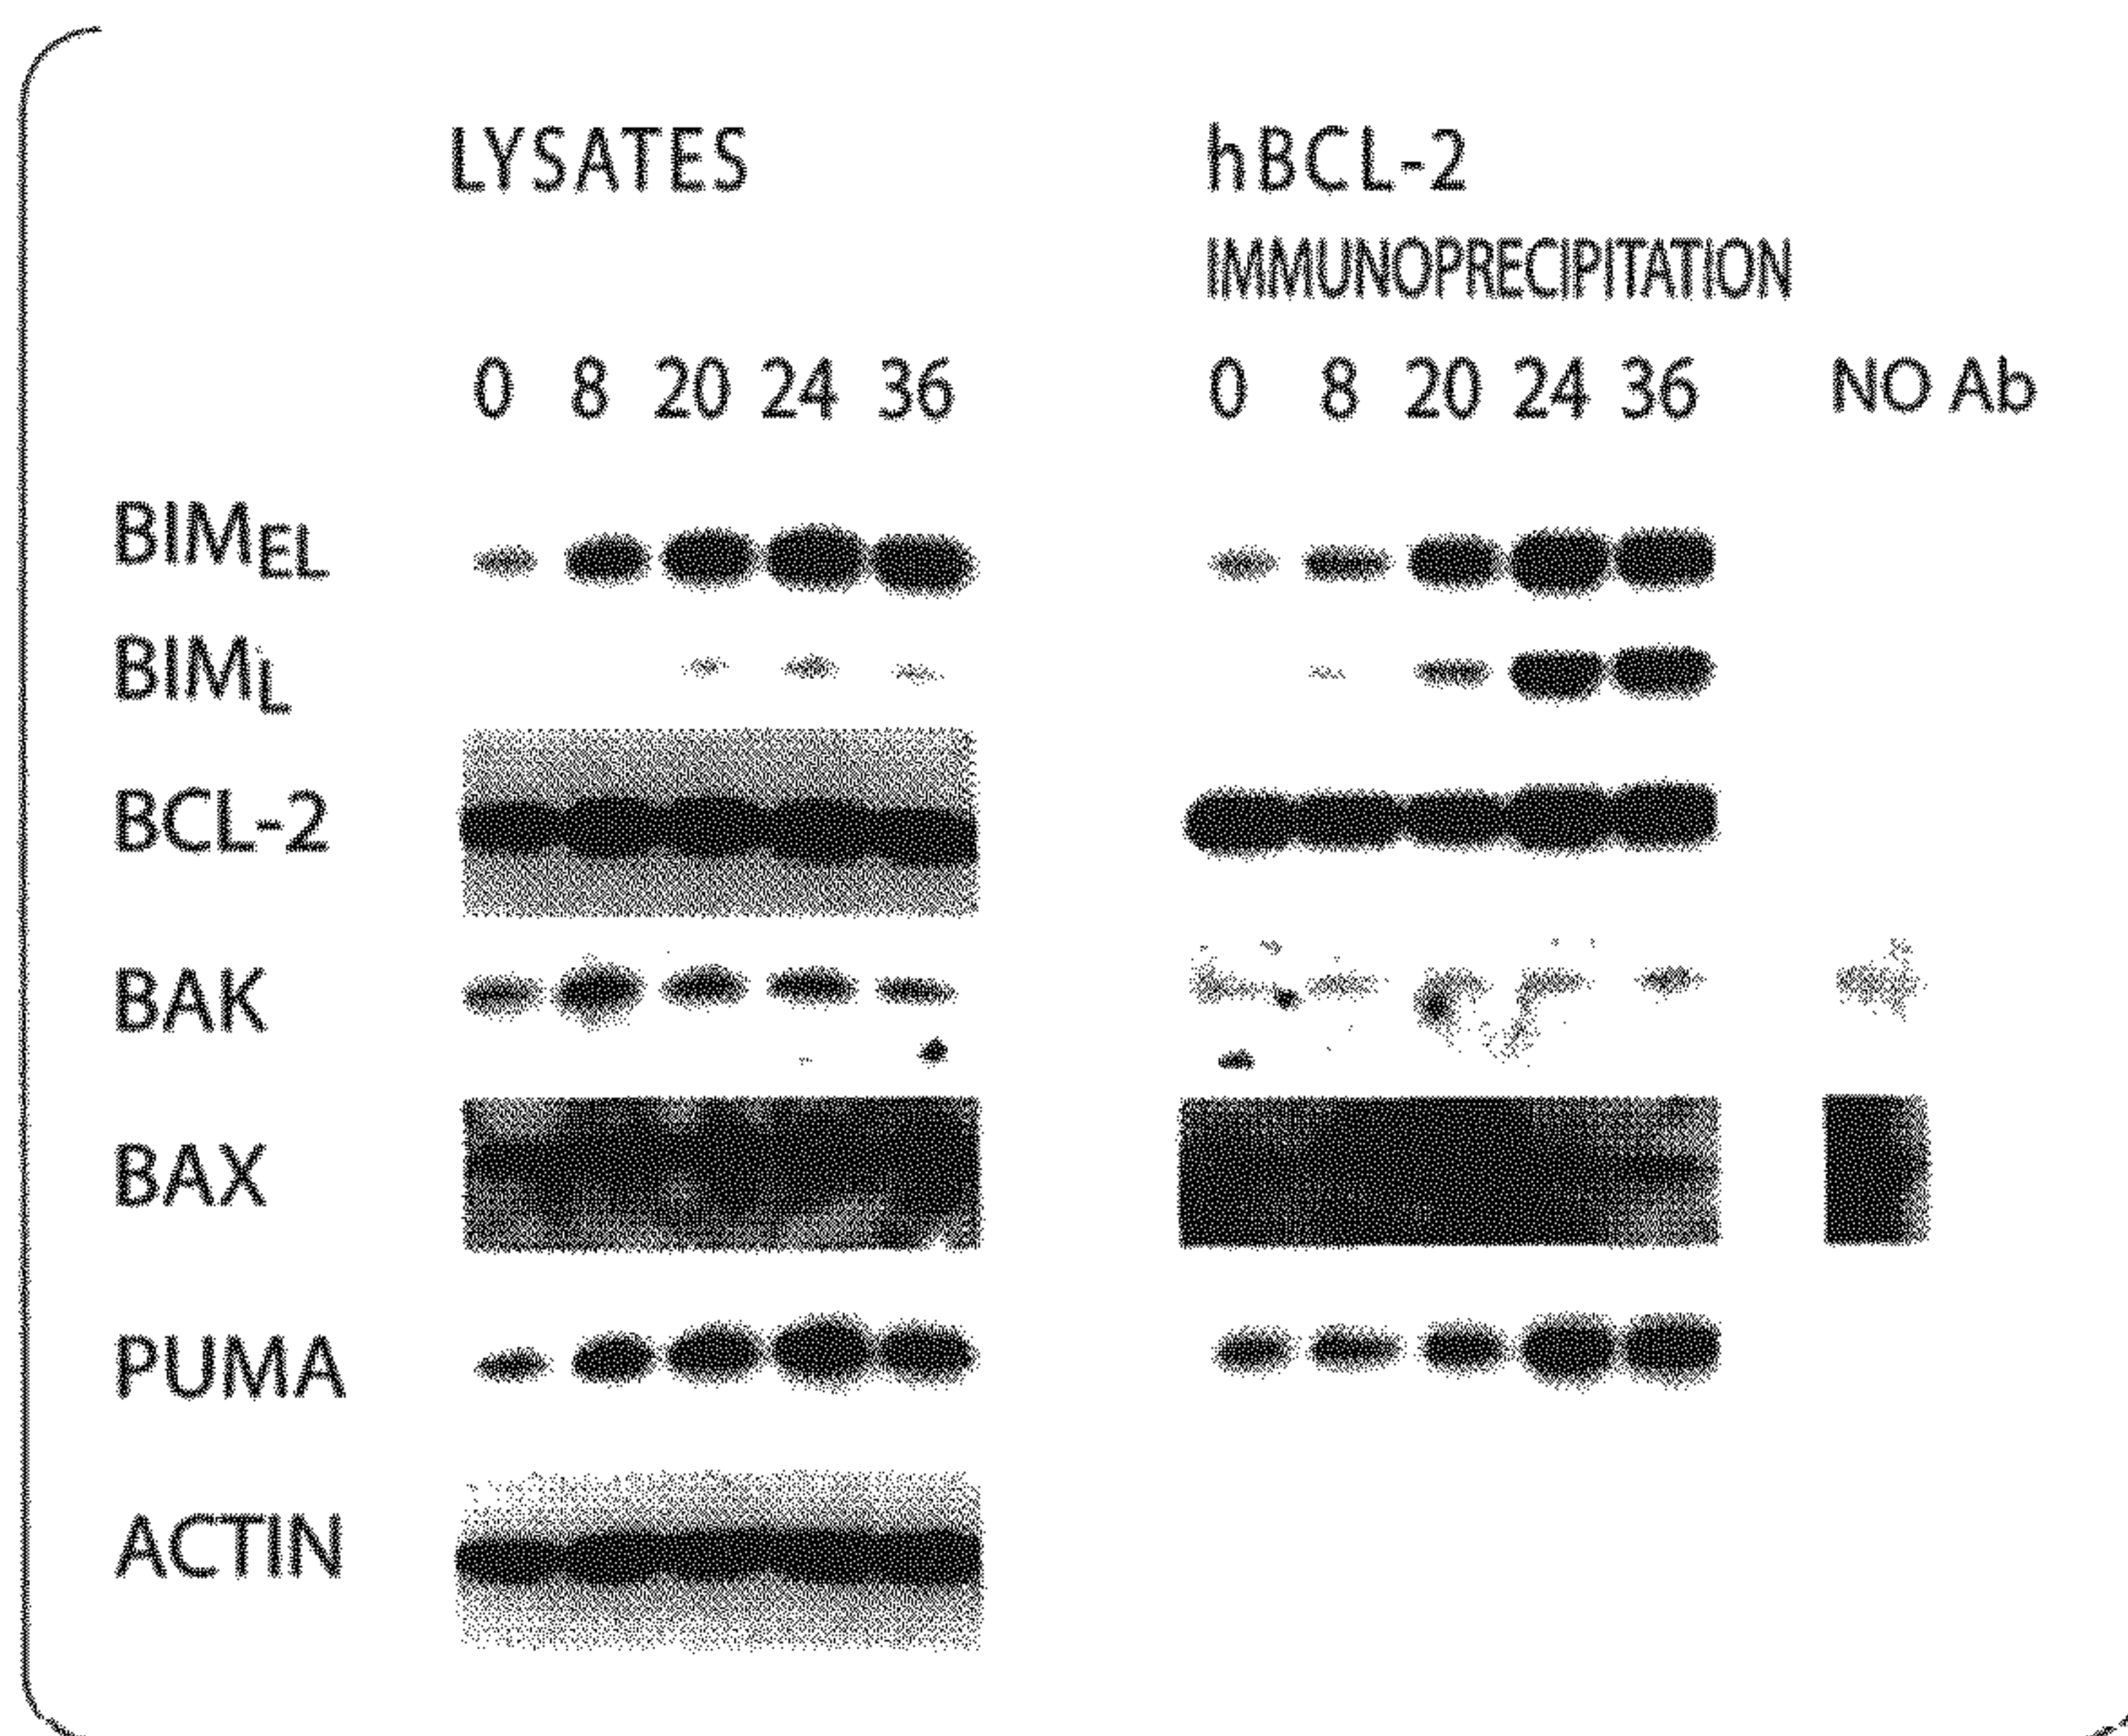 LYSATES
hBCL-2
IMMUNOPRECIPITATION
0 8 20 24 36
0 8 20 24 36 NO Ab
BIMEL
BIML
BCL-2
BAK
BAX
PUMA
ACTIN